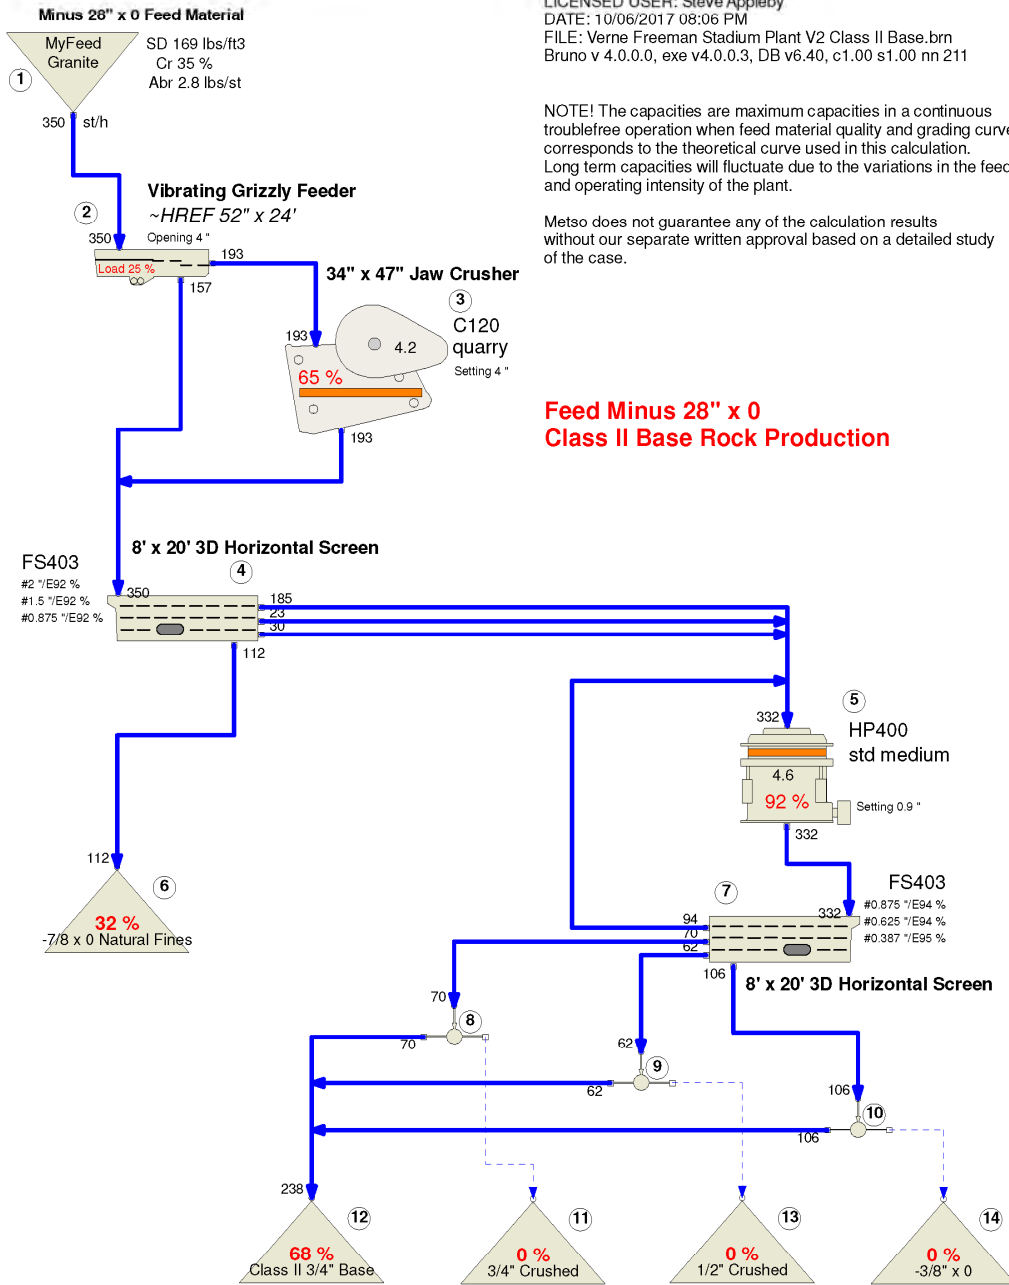 Minus 28" x 0 Feed Material
MyFeed
Granite
SD 169 lbs/ft3
Cr 35 %
Abr 2.8 lbs/st
1
350 st/h
LICENSED USER: Steve Appleby
DATE: 10/06/2017 08:06 PM
FILE: Verne Freeman Stadium Plant V2 Class II Base.brn
Bruno v 4.0.0.0, exe v4.0.0.3, DB v6.40, c1.00 s1.00 nn 211
NOTE! The capacities are maximum capacities in a continuous
troublefree operation when feed material quality and grading curve
corresponds to the theoretical curve used in this calculation.
Long term capacities will fluctuate due to the variations in the feed
and operating intensity of the plant.
Metso does not guarantee any of the calculation results
without our separate written approval based on a detailed study
of the case.
Vibrating Grizzly Feeder
2
~HREF 52" x 24'
350
Opening 4 "
193
Load 25 %
157
34" x 47" Jaw Crusher
3
C120
quarry
Setting 4 "
193
4.2
65 %
193
Feed Minus 28" x 0
Class II Base Rock Production
8' x 20' 3D Horizontal Screen
FS403
4
#2 "/E92 %
#1.5 "/E92 %
#0.875 "/E92 %
350
185
23
30
112
5
332
HP400
std medium
4.6
92 %
Setting 0.9 "
332
112
6
32 %
-7/8 x 0 Natural Fines
FS403
7
#0.875 "/E94 %
#0.625 "/E94 %
#0.387 "/E95 %
332
94
70
62
106
8' x 20' 3D Horizontal Screen
70
8
70
62
9
62
106
10
106
238
12
68 %
Class II 3/4" Base
11
0 %
3/4" Crushed
13
0 %
1/2" Crushed
14
0 %
-3/8" x 0